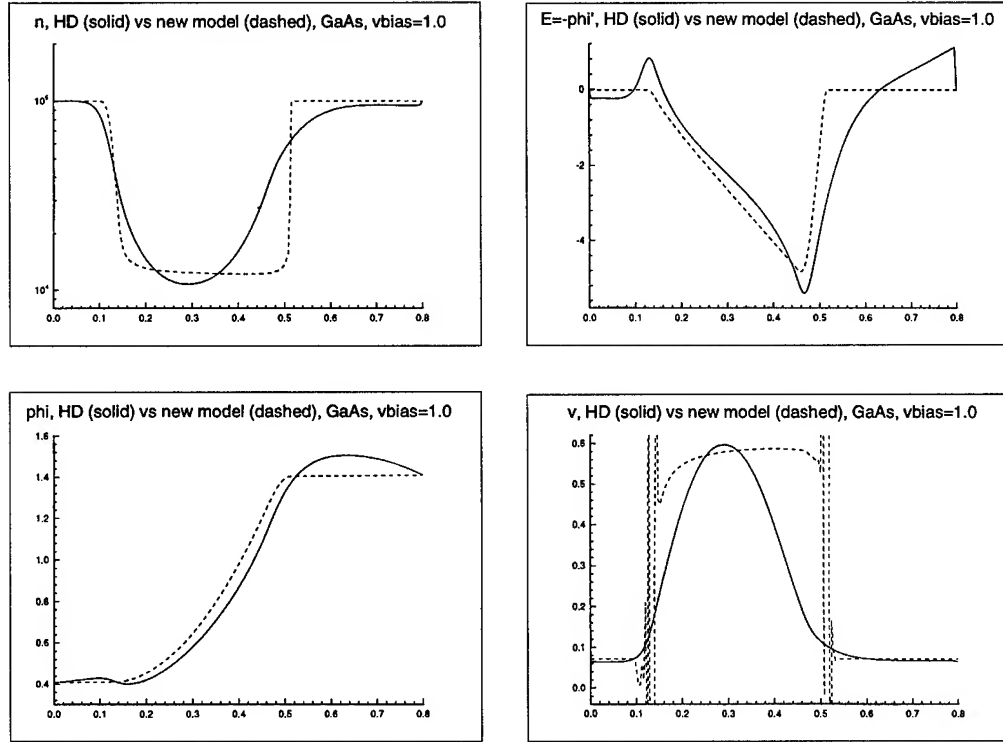 n, HD (solid) vs new model (dashed), GaAs, vbias=1.0
10⁵
10⁴
0.0 0.1 0.2 0.3 0.4 0.5 0.6 0.7 0.8
E=-phi', HD (solid) vs new model (dashed), GaAs, vbias=1.0
0
-2
-4
0.0 0.1 0.2 0.3 0.4 0.5 0.6 0.7 0.8
phi, HD (solid) vs new model (dashed), GaAs, vbias=1.0
1.6
1.4
1.2
1.0
0.8
0.6
0.4
0.0 0.1 0.2 0.3 0.4 0.5 0.6 0.7 0.8
v, HD (solid) vs new model (dashed), GaAs, vbias=1.0
0.6
0.5
0.4
0.3
0.2
0.1
0.0
0.0 0.1 0.2 0.3 0.4 0.5 0.6 0.7 0.8